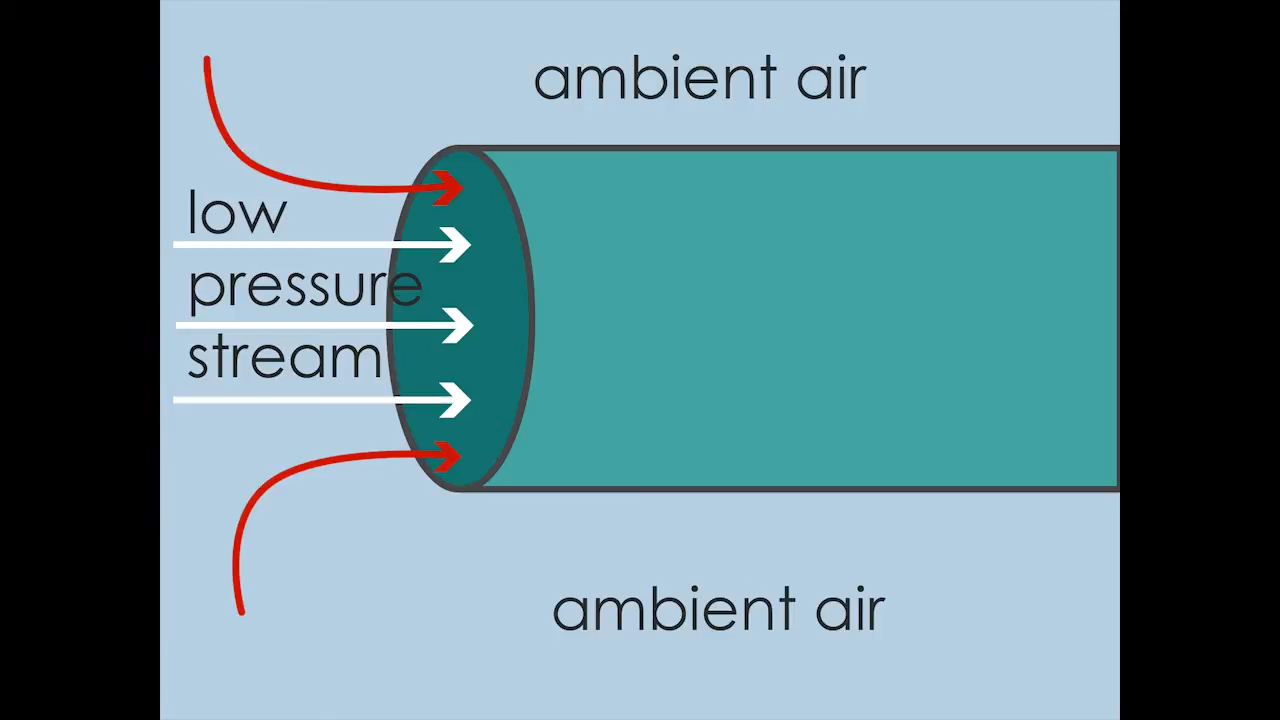 ambient air
low
pressure
stream
ambient air